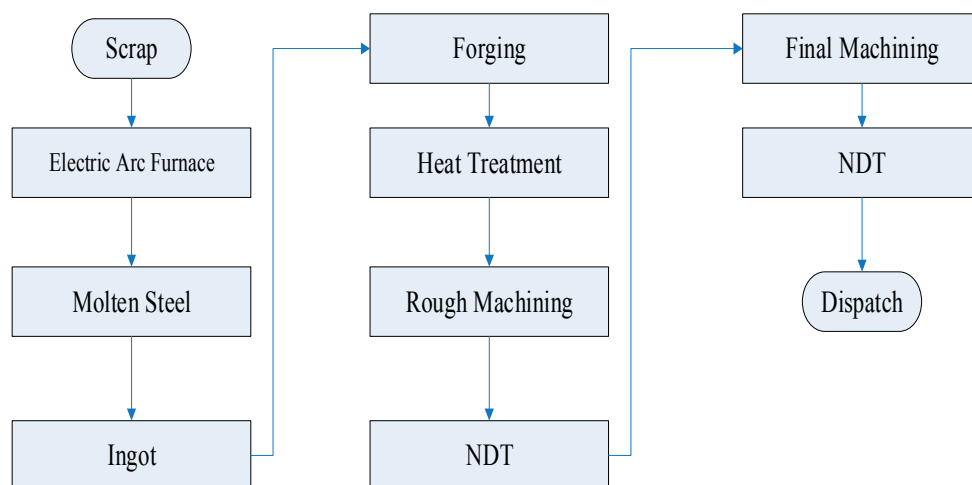 Scrap
Electric Arc Furnace
Molten Steel
Ingot
Forging
Heat Treatment
Rough Machining
NDT
Final Machining
NDT
Dispatch